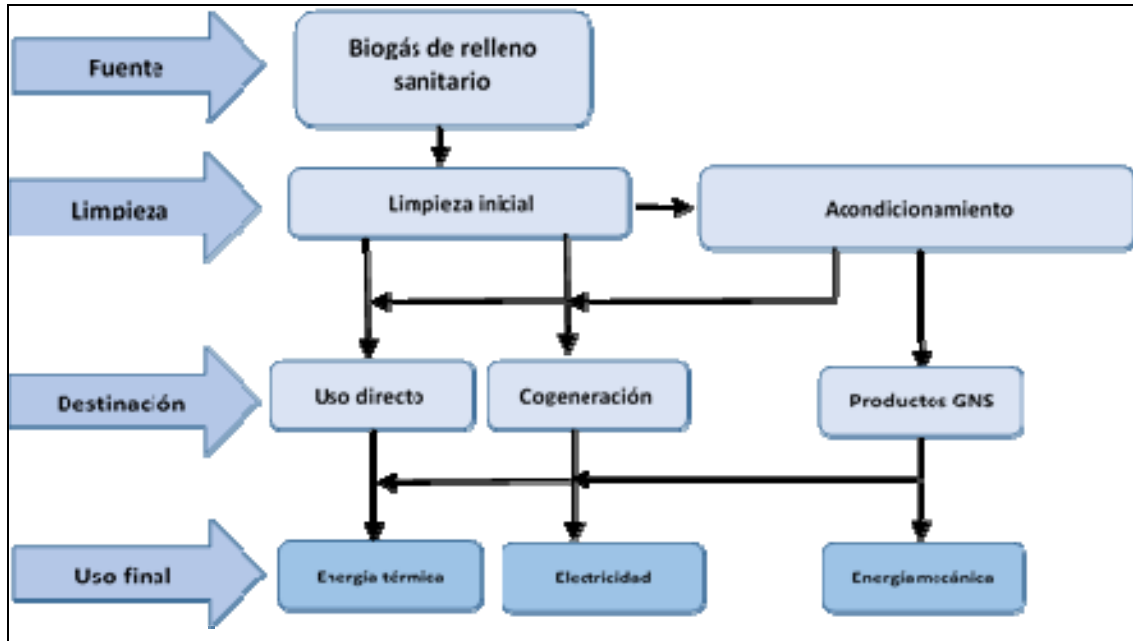 Fuente
Biogás de relleno
sanitario
Limpieza
Limpieza inicial
Acondicionamiento
Destinación
Uso directo
Cogeneración
Productos GNS
Uso final
Energía térmica
Electricidad
Energía mecánica